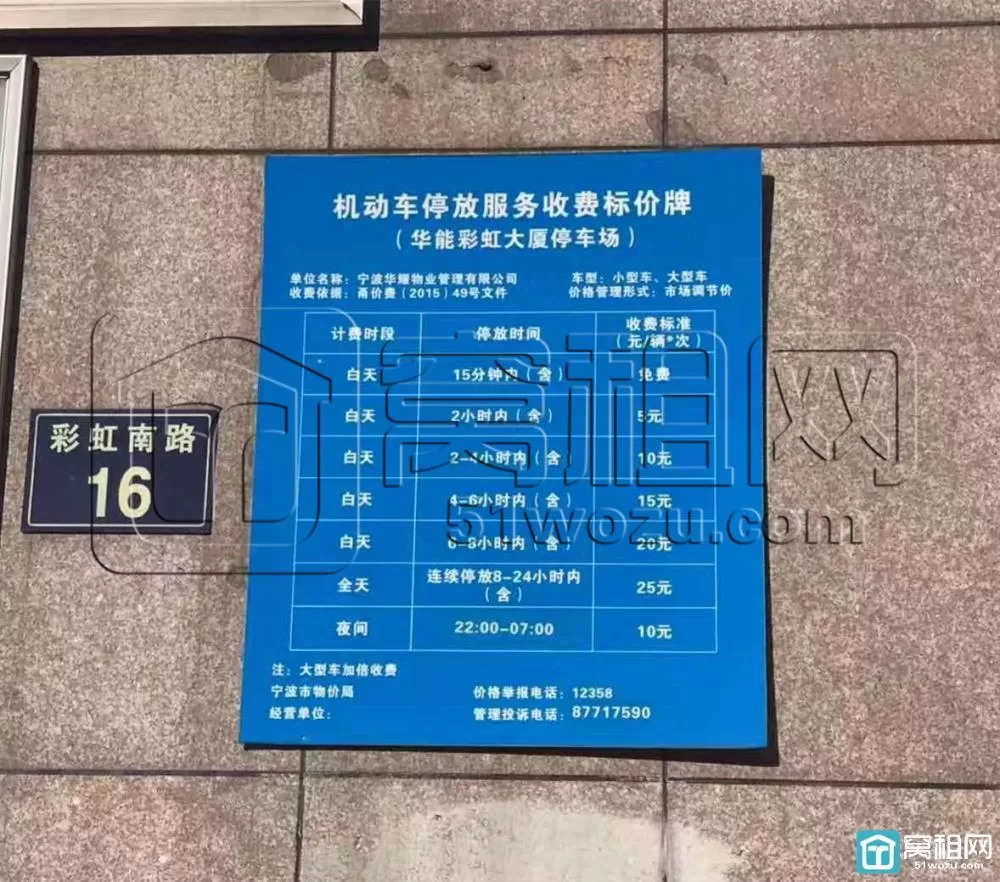 机动车停放服务收费标价牌
（华能彩虹大厦停车场）
单位名称：宁波华耀物业管理有限公司 车型：小型车、大型车
收费依据：甬价费（2015）49号文件 价格管理形式：市场调节价
计费时段 停放时间 收费标准（元/辆*次）
白天 15分钟内（含） 免费
白天 2小时内（含） 5元
白天 2-4小时内（含） 10元
白天 4-6小时内（含） 15元
白天 6-8小时内（含） 20元
全天 连续停放8-24小时内（含） 25元
夜间 22:00-07:00 10元
注：大型车加倍收费
宁波市物价局 价格举报电话：12358
经营单位： 管理投诉电话：87717590
彩虹南路
16
窝租网
51wozu.com
窝租网
51wozu.com